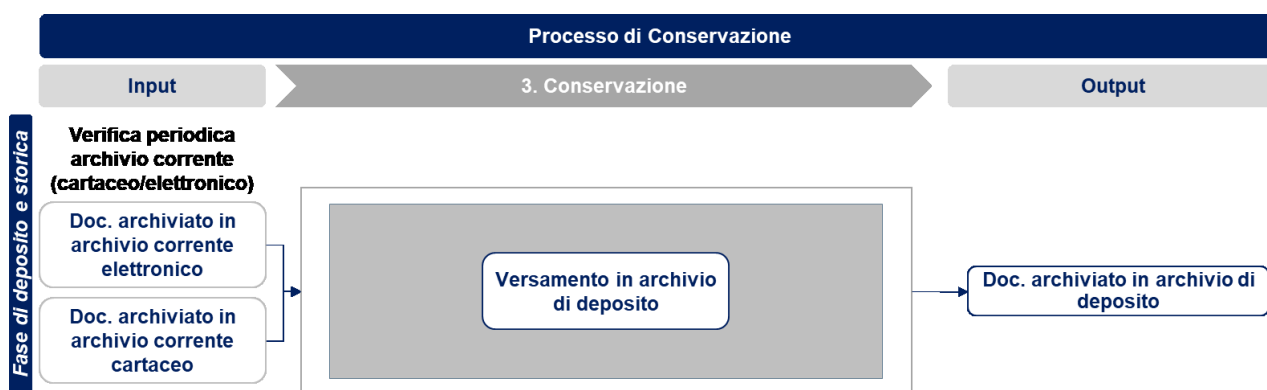 Processo di Conservazione
Input
3. Conservazione
Output
Fase di deposito e storica
Verifica periodica
archivio corrente
(cartaceo/elettronico)
Doc. archiviato in
archivio corrente
elettronico
Doc. archiviato in
archivio corrente
cartaceo
Versamento in archivio
di deposito
Doc. archiviato in archivio di
deposito